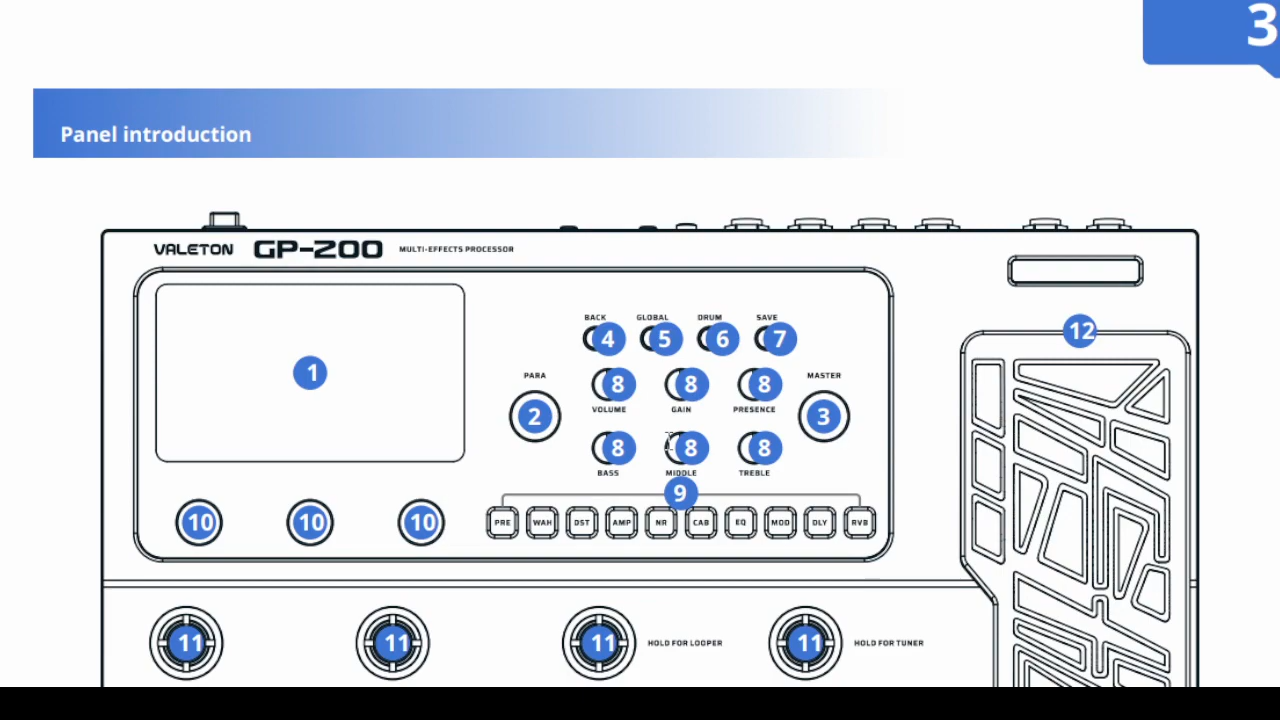 3
Panel introduction
VALETON GP-200 MULTI-EFFECTS PROCESSOR
BACK GLOBAL DRUM SAVE
4 5 6 7
12
1
PARA 8 8 8 MASTER
2 VOLUME GAIN PRESENCE 3
8 8 8
BASS MIDDLE TREBLE
9
10 10 10 PRE WAH DST AMP NR CAB EQ MOD DLY RVB
11 11 11 HOLD FOR LOOPER 11 HOLD FOR TUNER